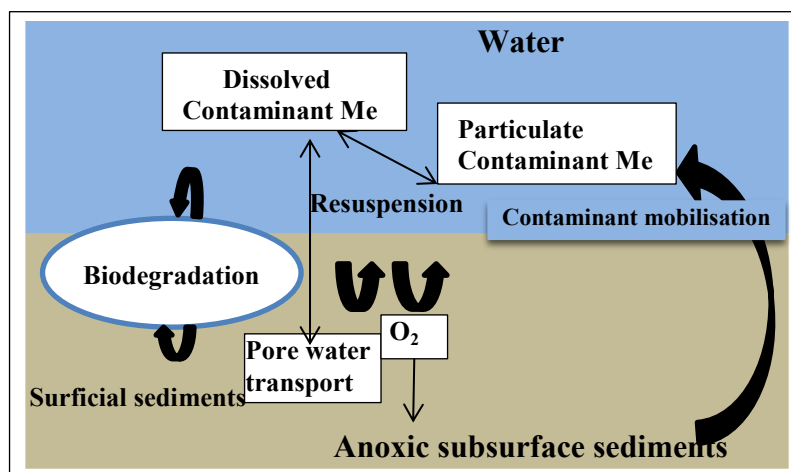 Water
Dissolved
Contaminant Me
Particulate
Contaminant Me
Resuspension
Contaminant mobilisation
Biodegradation
O₂
Pore water
transport
Surficial sediments
Anoxic subsurface sediments